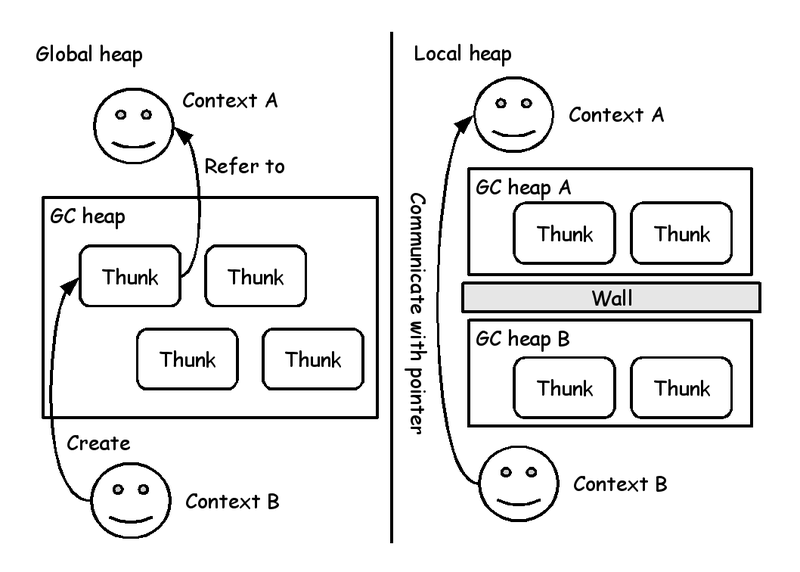 Global heap
Context A
Refer to
GC heap
Thunk
Thunk
Thunk
Thunk
Create
Context B
Local heap
Context A
GC heap A
Thunk
Thunk
Communicate with pointer
Wall
GC heap B
Thunk
Thunk
Context B